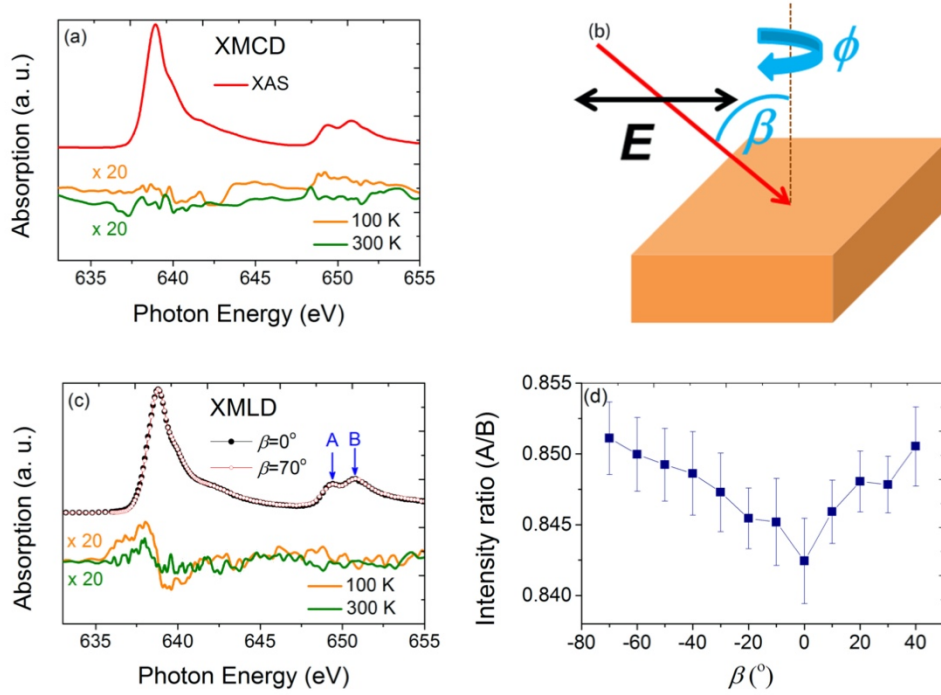 (a)
XMCD
XAS
x 20
x 20
100 K
300 K
Absorption (a. u.)
635 640 645 650 655
Photon Energy (eV)
(b)
ϕ
β
E
(c)
XMLD
β=0°
β=70°
A
B
x 20
x 20
100 K
300 K
Absorption (a. u.)
635 640 645 650 655
Photon Energy (eV)
(d)
Intensity ratio (A/B)
0.855
0.850
0.845
0.840
-80 -60 -40 -20 0 20 40
β (°)